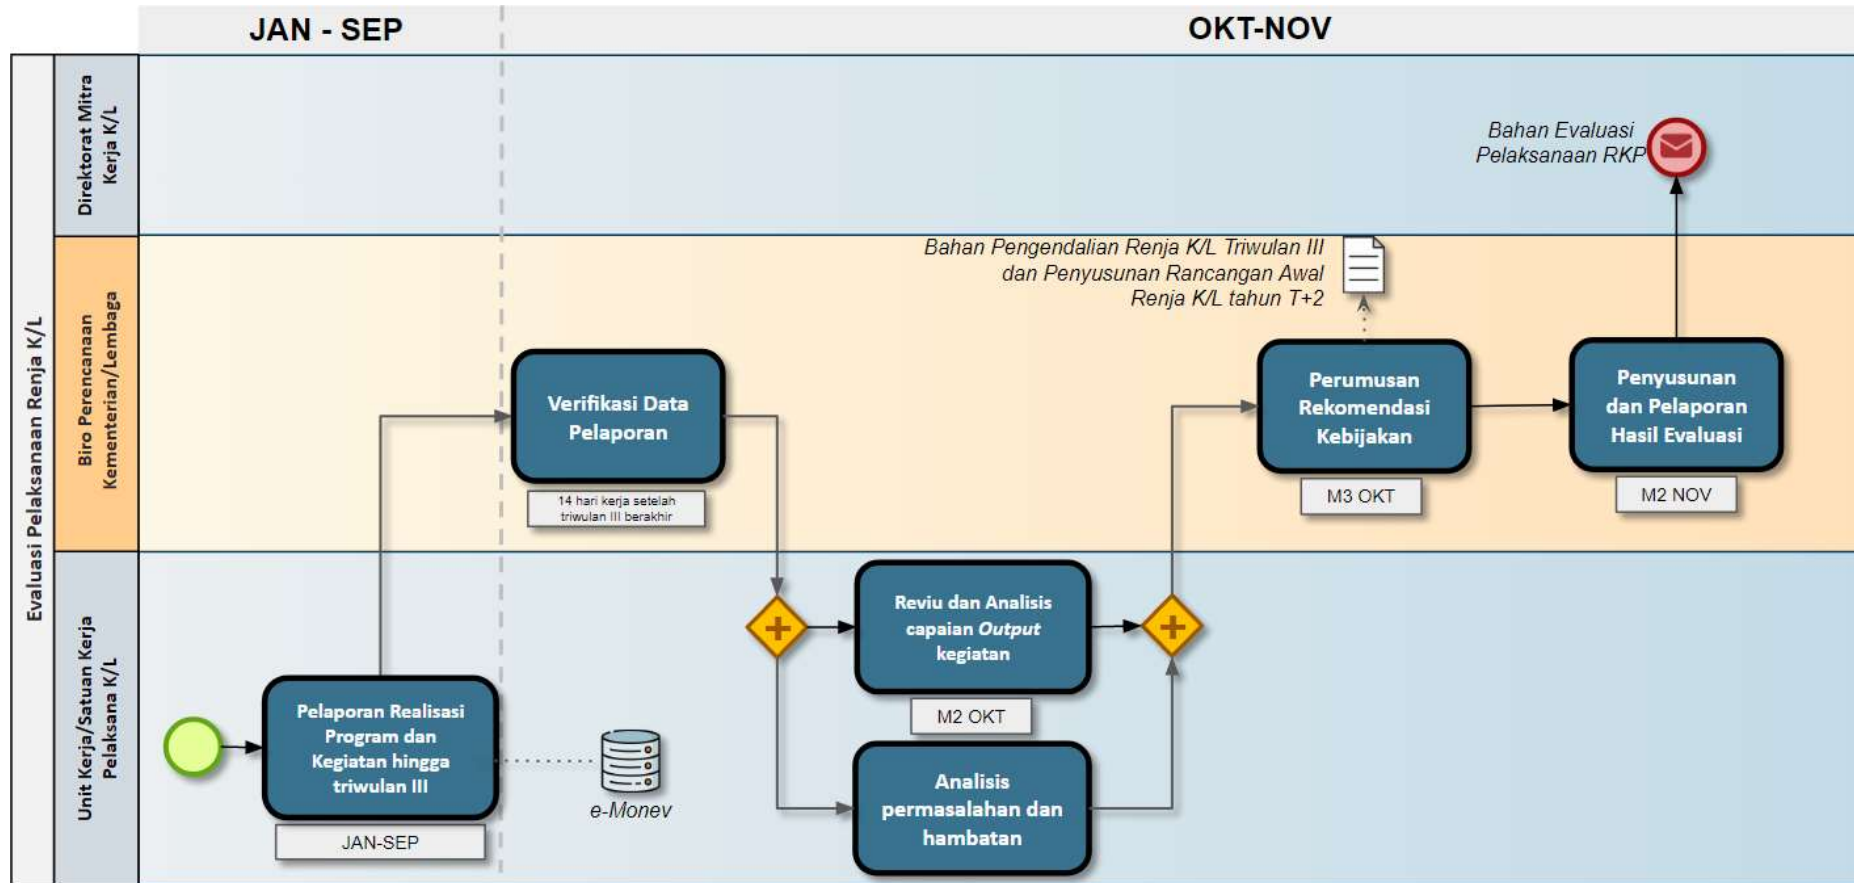 JAN - SEP
OKT-NOV
Evaluasi Pelaksanaan Renja K/L
Direktorat Mitra
Kerja K/L
Bahan Evaluasi
Pelaksanaan RKP
Biro Perencanaan
Kementerian/Lembaga
Bahan Pengendalian Renja K/L Triwulan III
dan Penyusunan Rancangan Awal
Renja K/L tahun T+2
Verifikasi Data
Pelaporan
14 hari kerja setelah
triwulan III berakhir
Perumusan
Rekomendasi
Kebijakan
M3 OKT
Penyusunan
dan Pelaporan
Hasil Evaluasi
M2 NOV
Unit Kerja/Satuan Kerja
Pelaksana K/L
Pelaporan Realisasi
Program dan
Kegiatan hingga
triwulan III
JAN-SEP
e-Monev
Reviu dan Analisis
capaian Output
kegiatan
M2 OKT
Analisis
permasalahan dan
hambatan